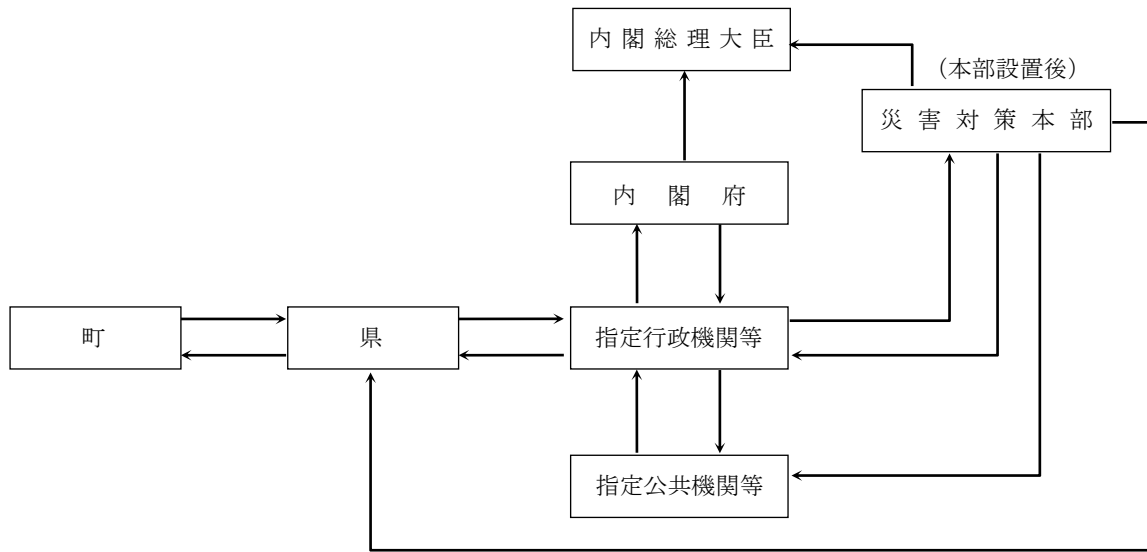 内閣総理大臣
（本部設置後）
災害対策本部
内閣府
町
県
指定行政機関等
指定公共機関等